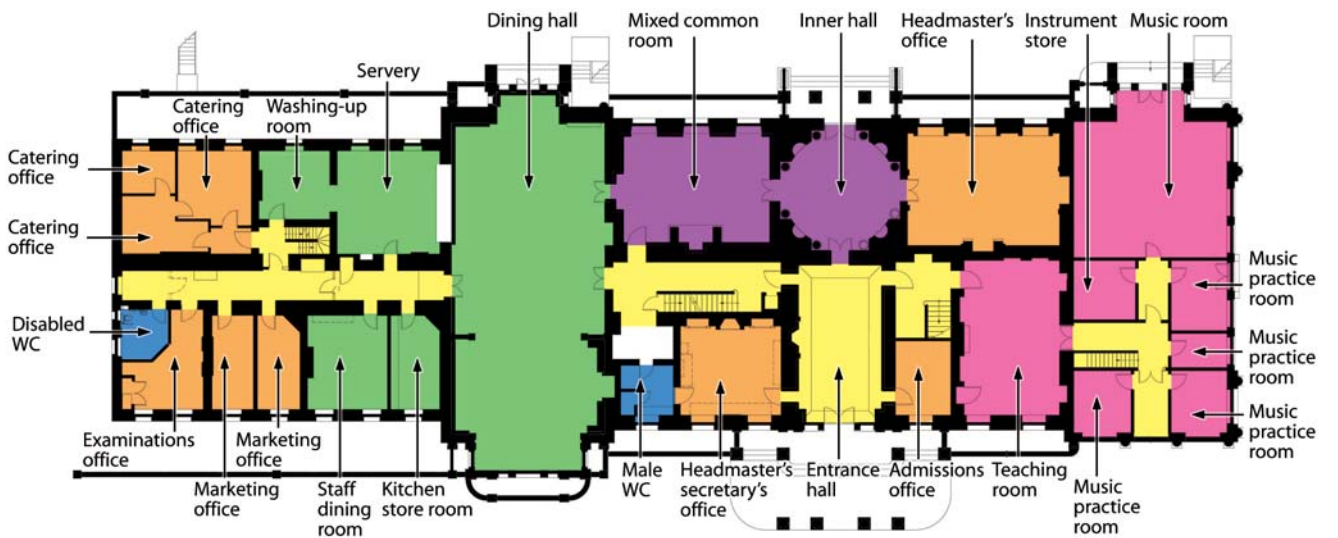 Dining hall
Mixed common
room
Inner hall
Headmaster's
office
Instrument
store
Music room
Servery
Catering
office
Washing-up
room
Catering
office
Catering
office
Disabled
WC
Music
practice
room
Music
practice
room
Music
practice
room
Examinations
office
Marketing
office
Marketing office
Staff
dining
room
Kitchen
store room
Male
WC
Headmaster's
secretary's
office
Entrance
hall
Admissions
office
Teaching
room
Music
practice room